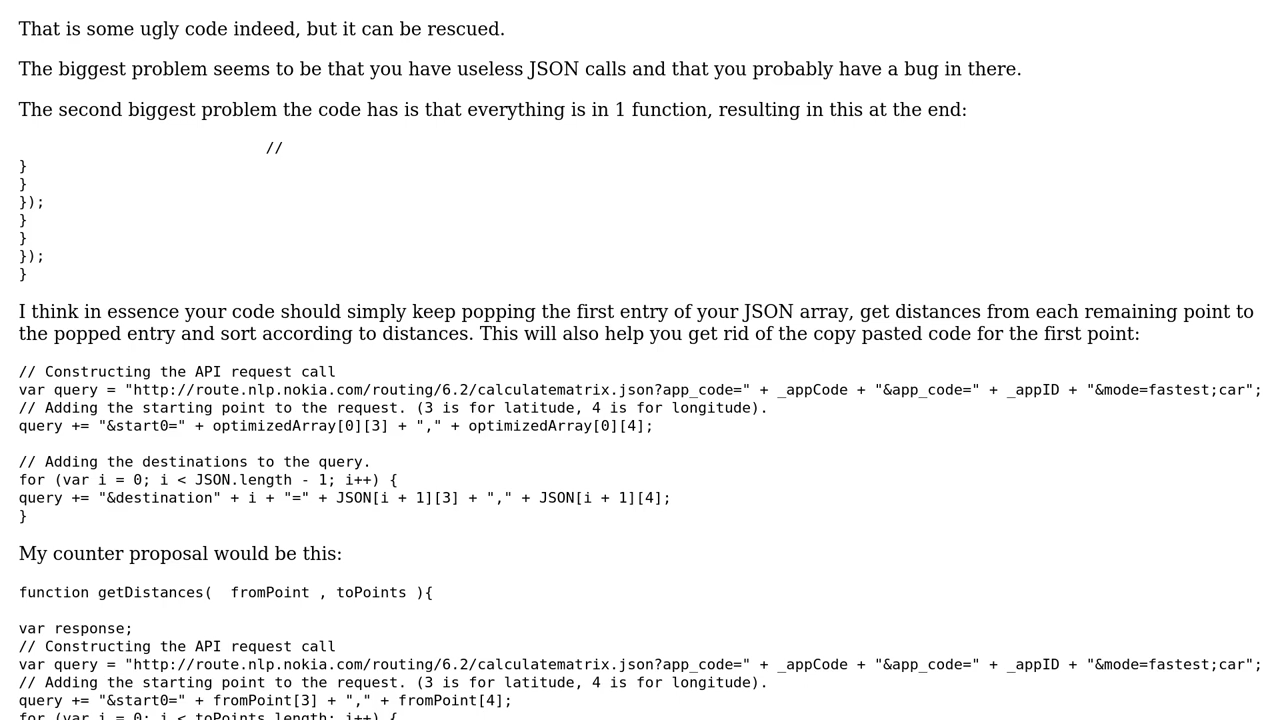 That is some ugly code indeed, but it can be rescued.
The biggest problem seems to be that you have useless JSON calls and that you probably have a bug in there.
The second biggest problem the code has is that everything is in 1 function, resulting in this at the end:
//
}
}
});
}
}
});
}
I think in essence your code should simply keep popping the first entry of your JSON array, get distances from each remaining point to
the popped entry and sort according to distances. This will also help you get rid of the copy pasted code for the first point:
// Constructing the API request call
var query = "http://route.nlp.nokia.com/routing/6.2/calculatematrix.json?app_code=" + _appCode + "&app_code=" + _appID + "&mode=fastest;car";
// Adding the starting point to the request. (3 is for latitude, 4 is for longitude).
query += "&start0=" + optimizedArray[0][3] + "," + optimizedArray[0][4];
// Adding the destinations to the query.
for (var i = 0; i < JSON.length - 1; i++) {
query += "&destination" + i + "=" + JSON[i + 1][3] + "," + JSON[i + 1][4];
}
My counter proposal would be this:
function getDistances(  fromPoint , toPoints ){
var response;
// Constructing the API request call
var query = "http://route.nlp.nokia.com/routing/6.2/calculatematrix.json?app_code=" + _appCode + "&app_code=" + _appID + "&mode=fastest;car";
// Adding the starting point to the request. (3 is for latitude, 4 is for longitude).
query += "&start0=" + fromPoint[3] + "," + fromPoint[4];
for (var i = 0; i < toPoints.length; i++) {